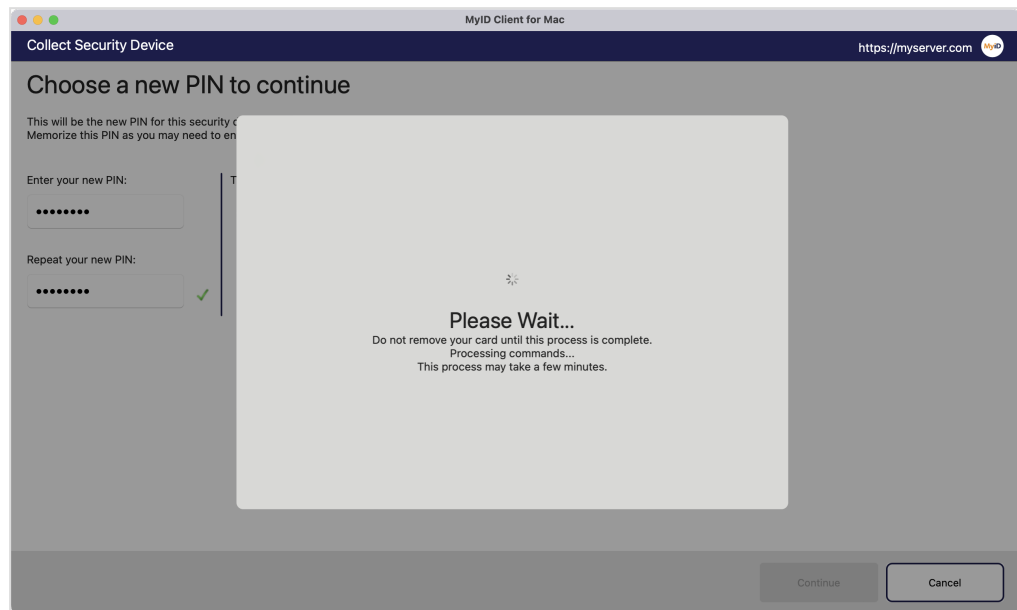 MyID Client for Mac
Collect Security Device
https://myserver.com
MyID
Choose a new PIN to continue
This will be the new PIN for this security
Memorize this PIN as you may need to
Enter your new PIN:
Repeat your new PIN:
Please Wait...
Do not remove your card until this process is complete.
Processing commands...
This process may take a few minutes.
Continue
Cancel